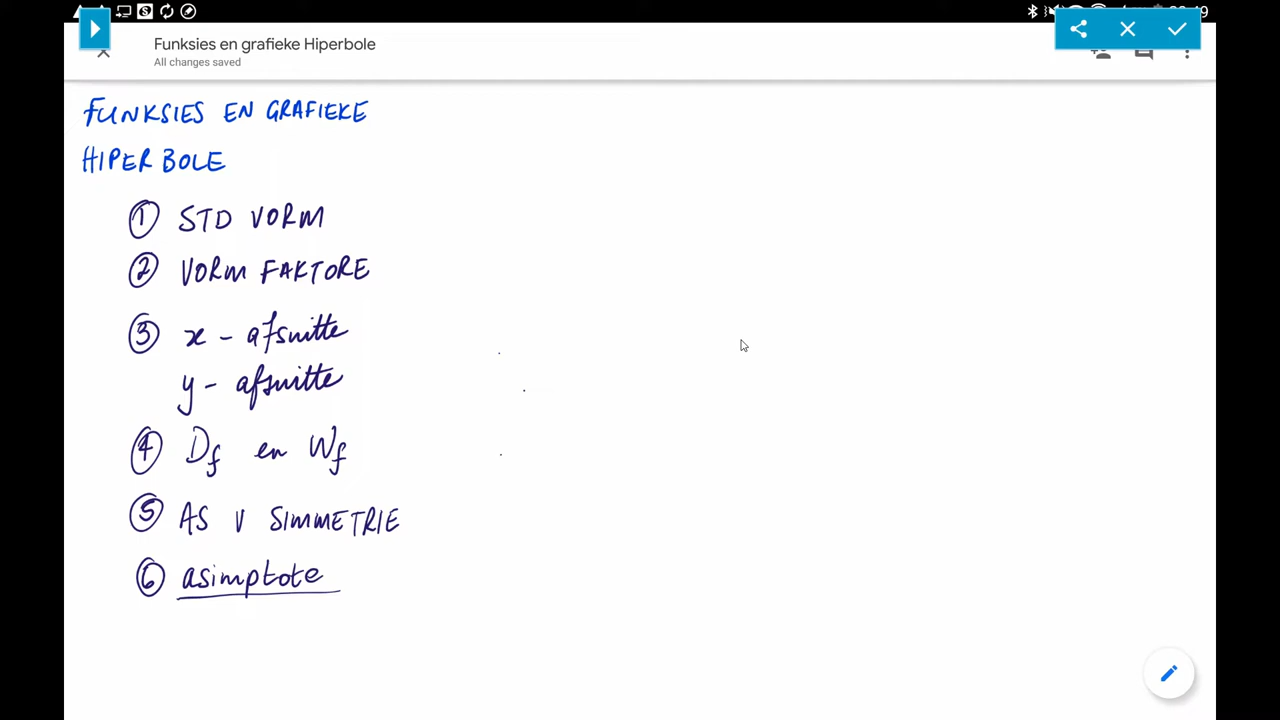 Funksies en grafieke Hiperbole
All changes saved
FUNKSIES EN GRAFIEKE
HIPERBOLE
① STD VORM
② VORM FAKTORE
③ x - afsnitte
y - afsnitte
④ Df en Wf
⑤ AS V SIMMETRIE
⑥ asimptote